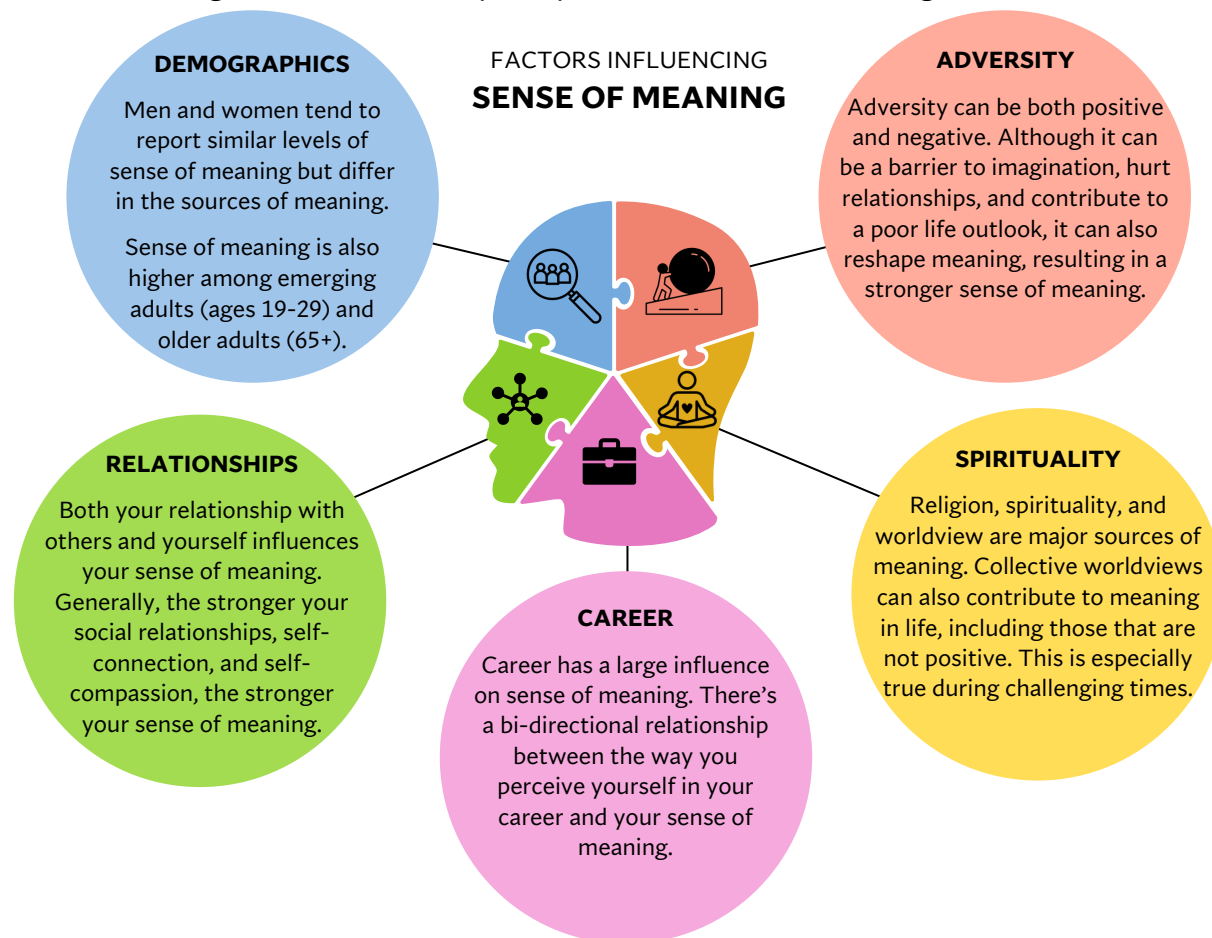 FACTORS INFLUENCING
SENSE OF MEANING
DEMOGRAPHICS
Men and women tend to
report similar levels of
sense of meaning but differ
in the sources of meaning.
Sense of meaning is also
higher among emerging
adults (ages 19-29) and
older adults (65+).
ADVERSITY
Adversity can be both positive
and negative. Although it can
be a barrier to imagination, hurt
relationships, and contribute to
a poor life outlook, it can also
reshape meaning, resulting in a
stronger sense of meaning.
RELATIONSHIPS
Both your relationship with
others and yourself influences
your sense of meaning.
Generally, the stronger your
social relationships, self-
connection, and self-
compassion, the stronger
your sense of meaning.
SPIRITUALITY
Religion, spirituality, and
worldview are major sources of
meaning. Collective worldviews
can also contribute to meaning
in life, including those that are
not positive. This is especially
true during challenging times.
CAREER
Career has a large influence
on sense of meaning. There's
a bi-directional relationship
between the way you
perceive yourself in your
career and your sense of
meaning.